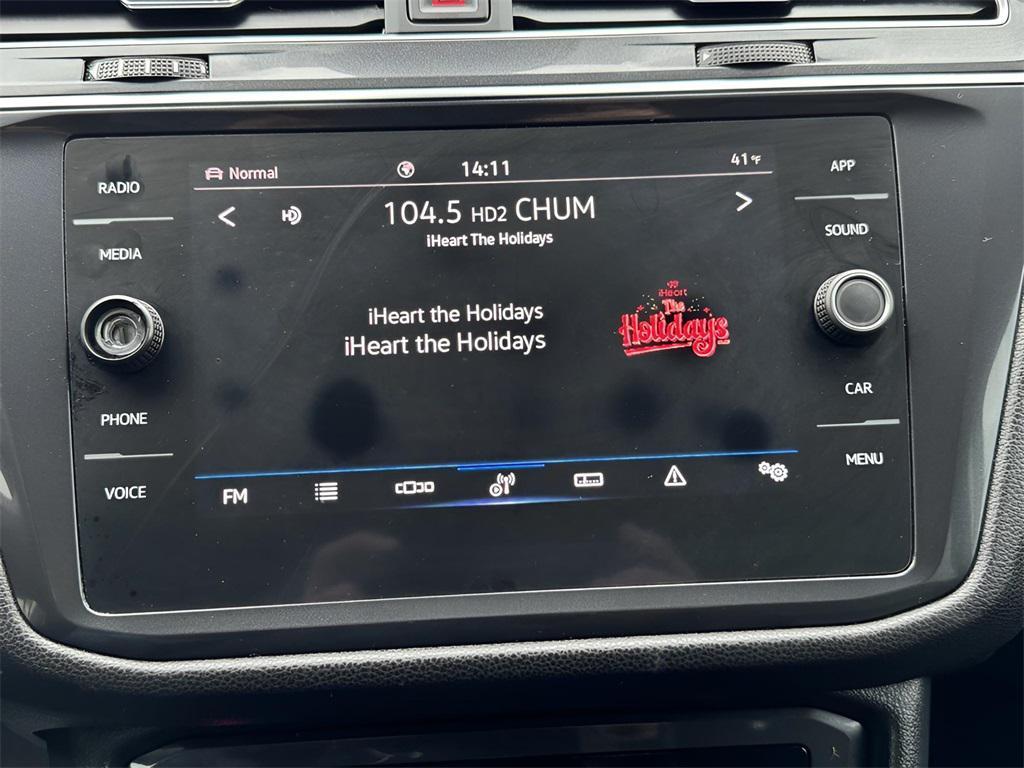 Normal
14:11
41°F
104.5 HD2 CHUM
iHeart The Holidays
iHeart the Holidays
iHeart the Holidays
iHeart
The
Holidays
FM
RADIO
MEDIA
PHONE
VOICE
APP
SOUND
CAR
MENU